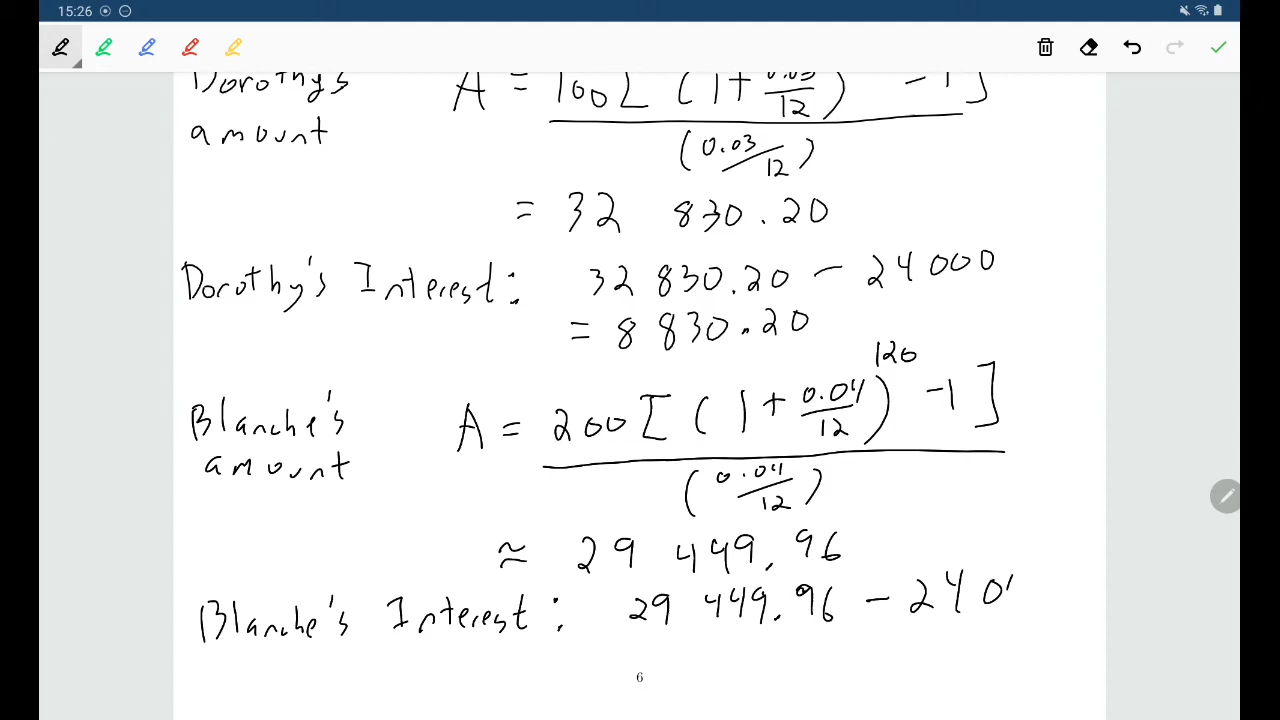 15:26
Dorothy's
amount
A = 100[(1+0.03/12) -1]
(0.03/12)
= 32 830.20
Dorothy's Interest: 32 830.20 - 24 000
= 8 830.20
Blanche's
amount
A = 200[(1+0.04/12)^120 -1]
(0.04/12)
≈ 29 449.96
Blanche's Interest: 29 449.96 - 24 0
6